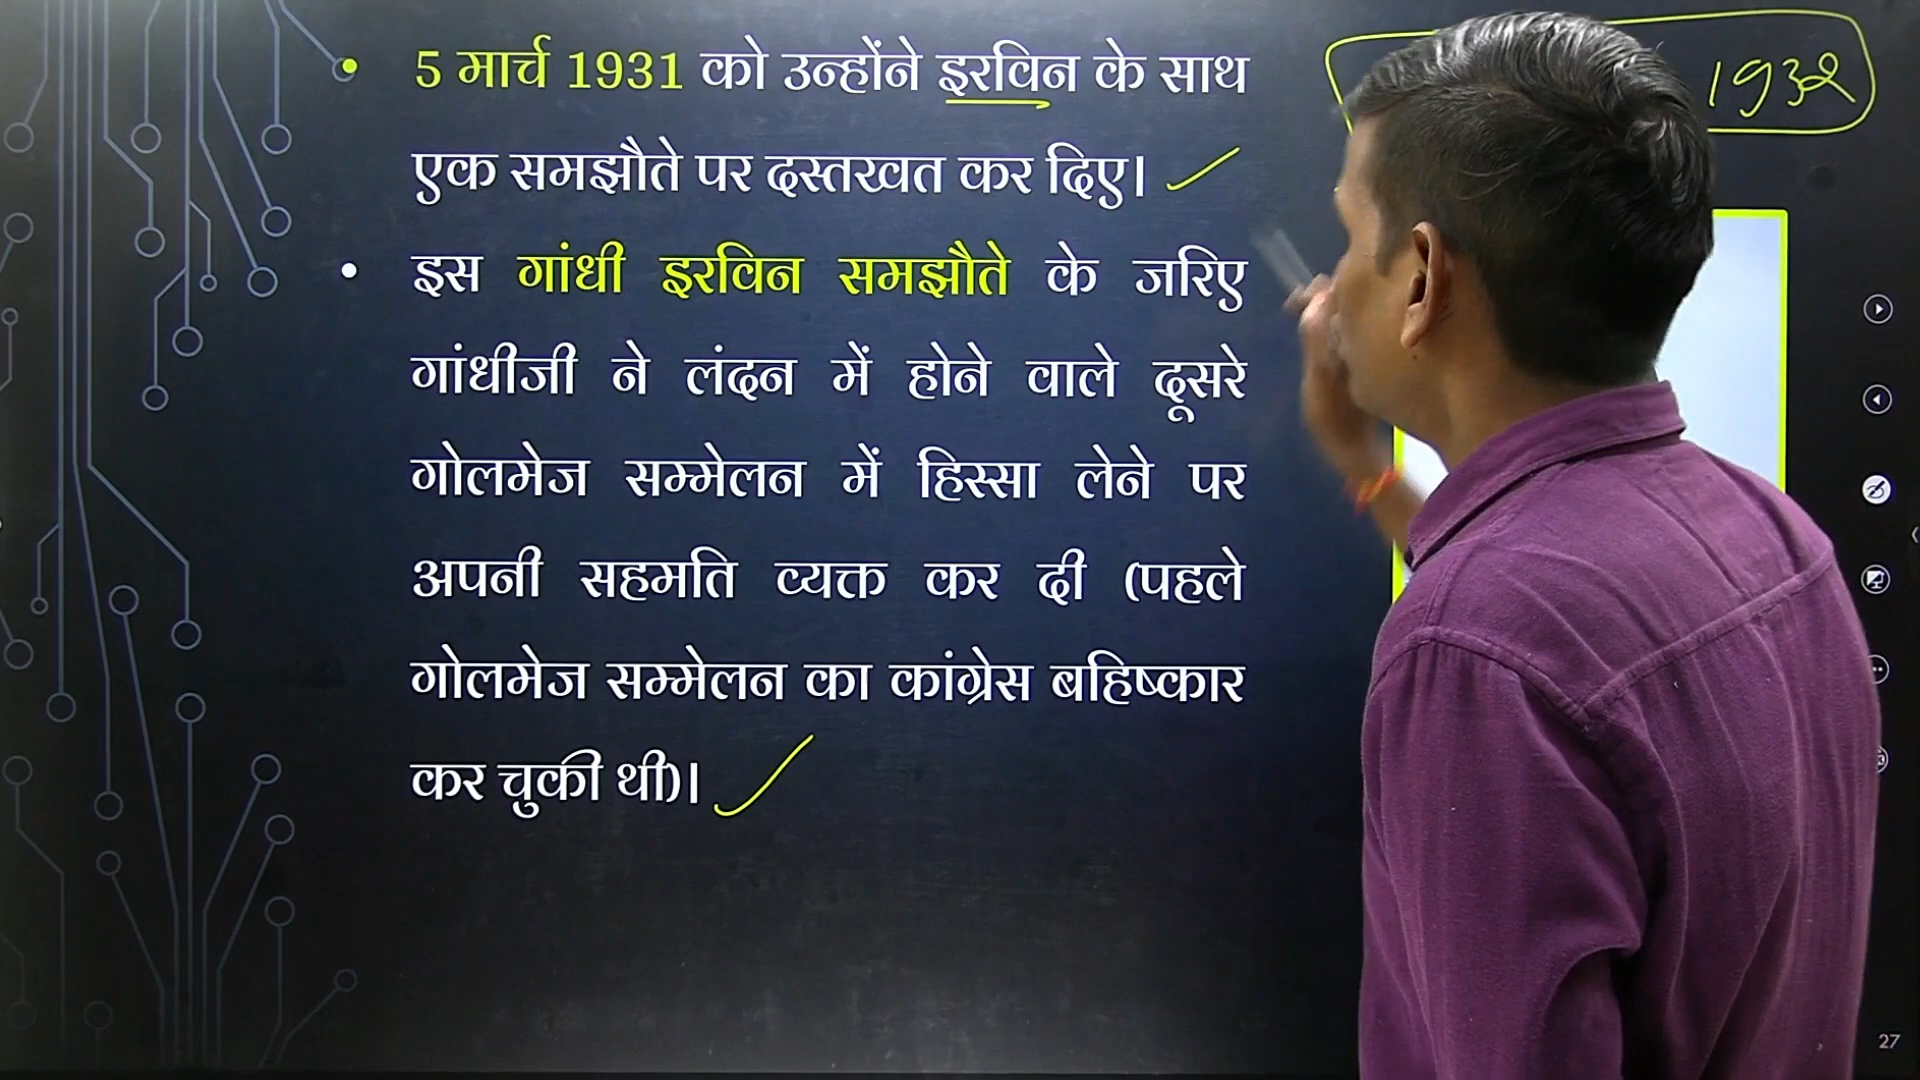 • 5 मार्च 1931 को उन्होंने इरविन के साथ
एक समझौते पर दस्तखत कर दिए।
• इस गांधी इरविन समझौते के जरिए
गांधीजी ने लंदन में होने वाले दूसरे
गोलमेज सम्मेलन में हिस्सा लेने पर
अपनी सहमति व्यक्त कर दी (पहले
गोलमेज सम्मेलन का कांग्रेस बहिष्कार
कर चुकी थी)।
1932
27